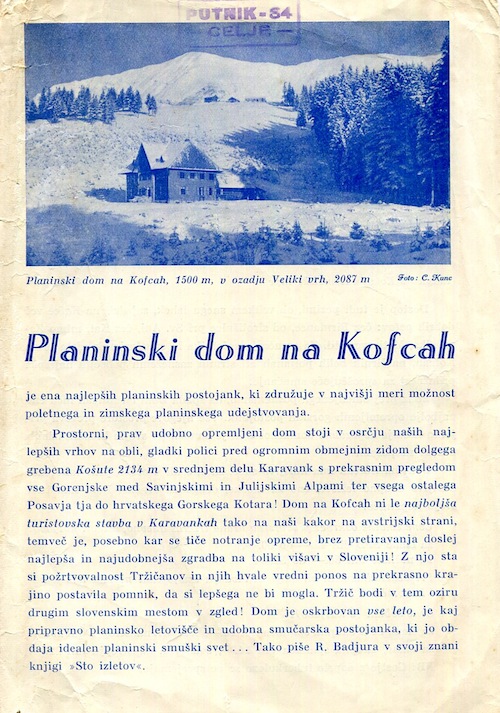 PUTNIK-84
CELJE
Planinski dom na Kofcah, 1500 m, v ozadju Veliki vrh, 2087 m
Foto: C. Kunc
Planinski dom na Kofcah
je ena najlepših planinskih postojank, ki združuje v najvišji meri možnost
poletnega in zimskega planinskega udejstvovanja.
Prostorni, prav udobno opremljeni dom stoji v osrčju naših naj-
lepših vrhov na obli, gladki polici pred ogromnim obmejnim zidom dolgega
grebena Košute 2134 m v srednjem delu Karavank s prekrasnim pregledom
vse Gorenjske med Savinjskimi in Julijskimi Alpami ter vsega ostalega
Posavja tja do hrvatskega Gorskega Kotara! Dom na Kofcah ni le najboljša
turistovska stavba v Karavankah tako na naši kakor na avstrijski strani,
temveč je, posebno kar se tiče notranje opreme, brez pretiravanja doslej
najlepša in najudobnejša zgradba na toliki višavi v Sloveniji! Z njo sta
si požrtvovalnost Tržičanov in njih hvale vredni ponos na prekrasno kra-
jino postavila pomnik, da si lepšega ne bi mogla. Tržič bodi v tem oziru
drugim slovenskim mestom v zgled! Dom je oskrbovan vse leto, je kaj
pripravno planinsko letovišče in udobna smučarska postojanka, ki jo ob-
daja idealen planinski smuški svet ... Tako piše R. Badjura v svoji znani
knjigi »Sto izletov«.